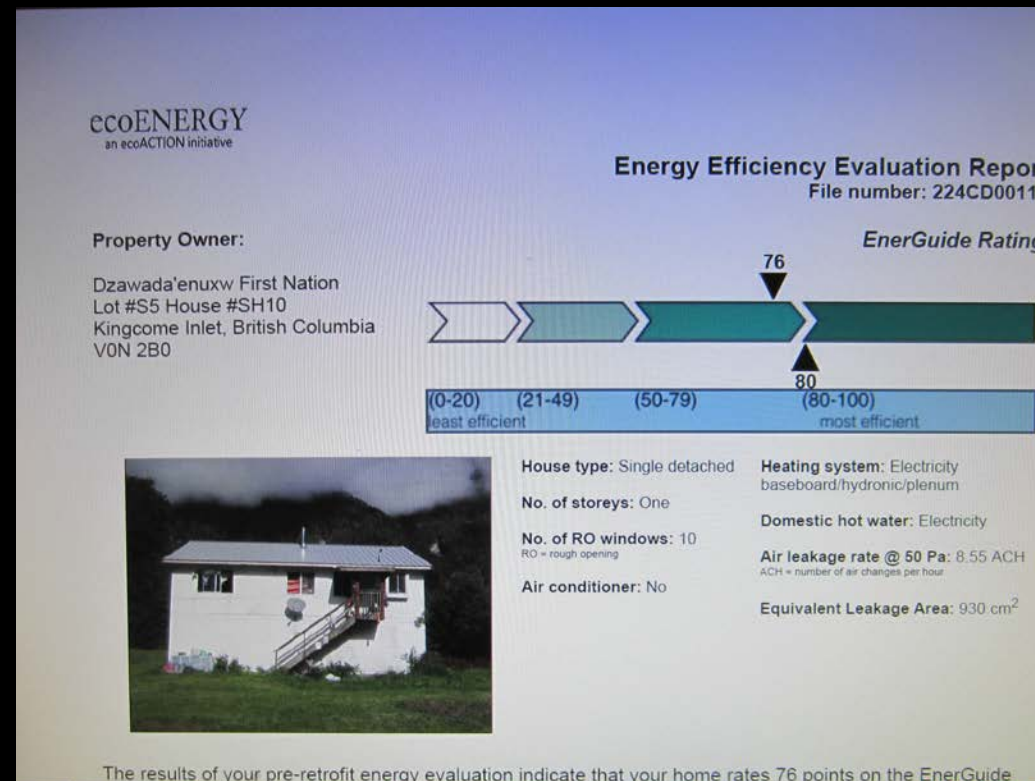 ecoENERGY
an ecoACTION initiative
Energy Efficiency Evaluation Repor
File number: 224CD0011
Property Owner:
EnerGuide Rating
Dzawada'enuxw First Nation
Lot #S5 House #SH10
Kingcome Inlet, British Columbia
V0N 2B0
76
80
(0-20) (21-49) (50-79) (80-100)
least efficient most efficient
House type: Single detached
No. of storeys: One
No. of RO windows: 10
RO = rough opening
Air conditioner: No
Heating system: Electricity
baseboard/hydronic/plenum
Domestic hot water: Electricity
Air leakage rate @ 50 Pa: 8.55 ACH
ACH = number of air changes per hour
Equivalent Leakage Area: 930 cm²
The results of your pre-retrofit energy evaluation indicate that your home rates 76 points on the EnerGuide